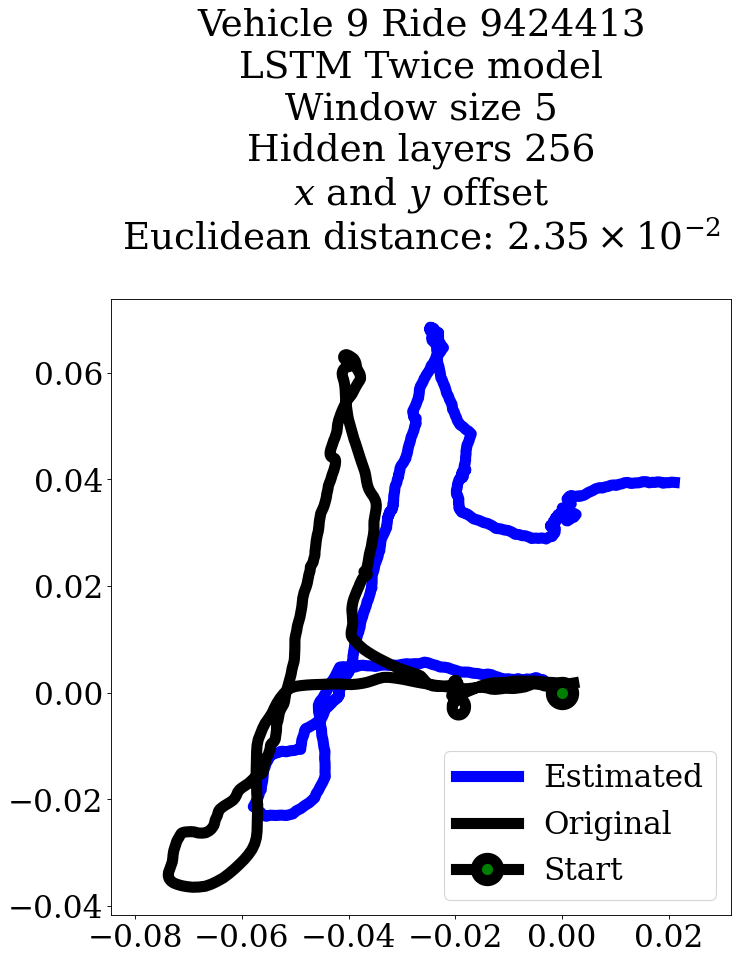 Vehicle 9 Ride 9424413
LSTM Twice model
Window size 5
Hidden layers 256
x and y offset
Euclidean distance: 2.35 × 10⁻²
0.06
0.04
0.02
0.00
−0.02
−0.04
Estimated
Original
Start
−0.08 −0.06 −0.04 −0.02 0.00 0.02